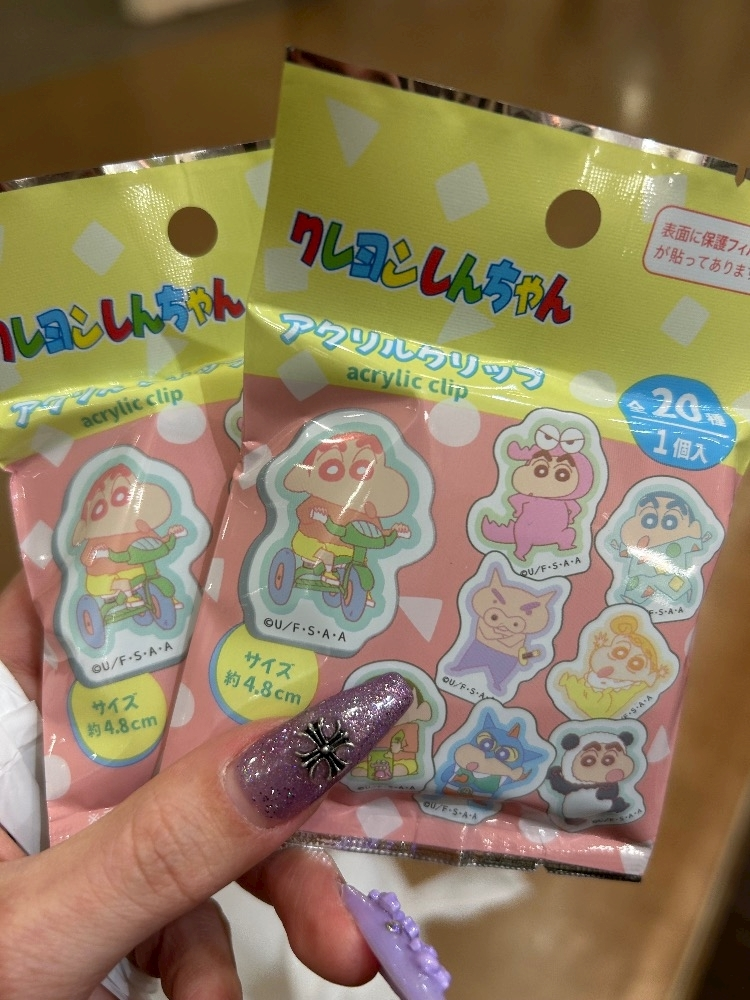 クレヨンしんちゃん
アクリルクリップ
acrylic clip
表面に保護フィル
が貼ってありま
全20種
1個入
©U/F・S・A・A
サイズ
約4.8cm
©U/F・S・A・A
©U/F・S・A・A
F・S・A・A
©U/F・S・A・A
©U/F・S・A・A
レヨンしんちゃん
acrylic clip
©U/F・S・A・A
サイズ
約4.8cm